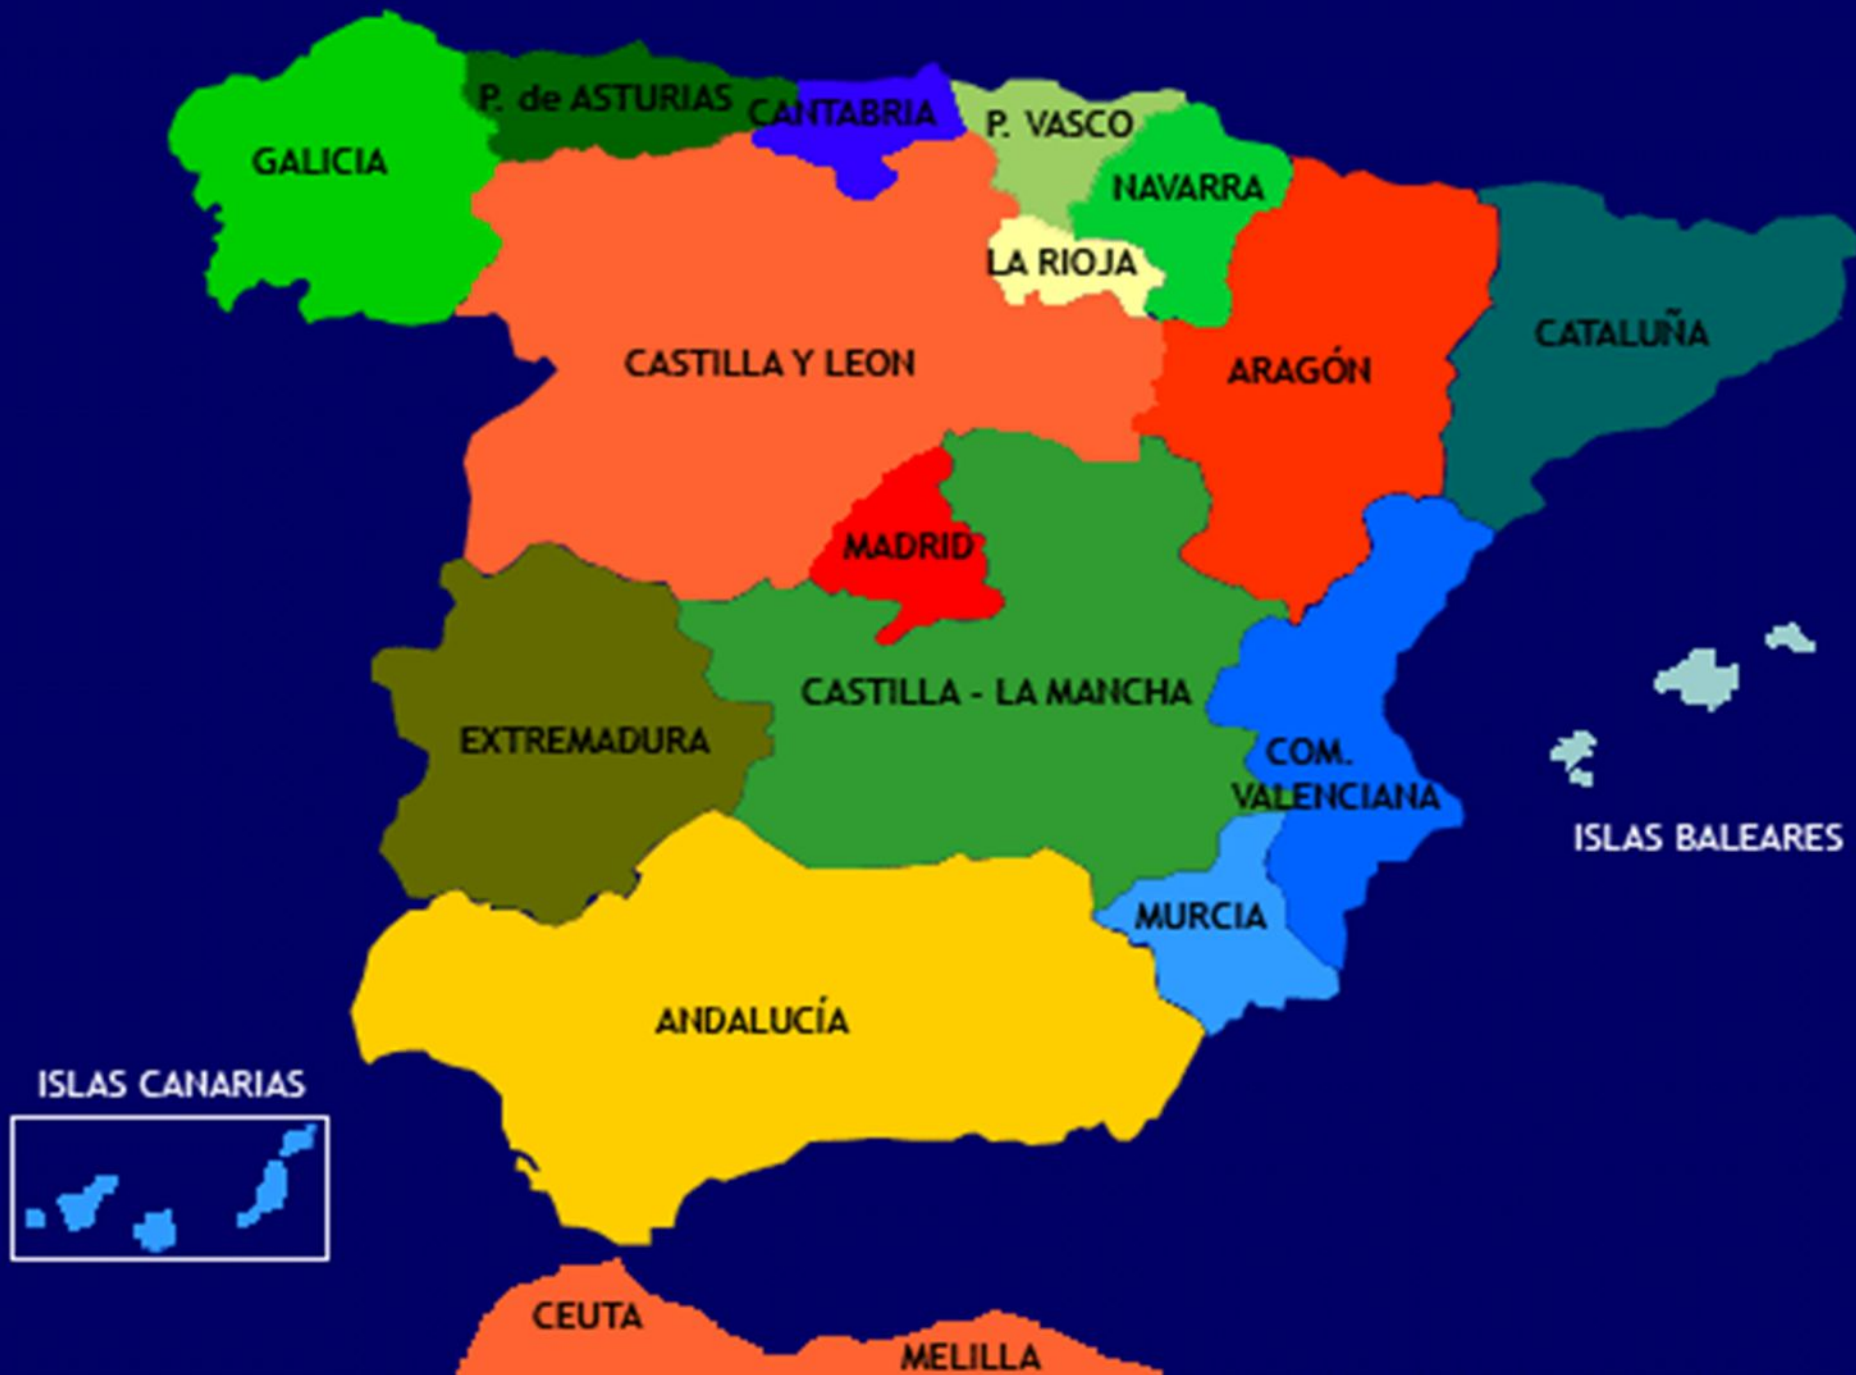 P. de ASTURIAS
CANTABRIA
P. VASCO
GALICIA
NAVARRA
LA RIOJA
CATALUÑA
CASTILLA Y LEON
ARAGÓN
MADRID
CASTILLA - LA MANCHA
EXTREMADURA
COM.
VALENCIANA
ISLAS BALEARES
MURCIA
ANDALUCÍA
ISLAS CANARIAS
CEUTA
MELILLA